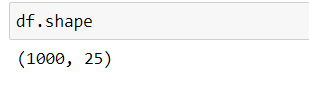 df.shape
(1000, 25)